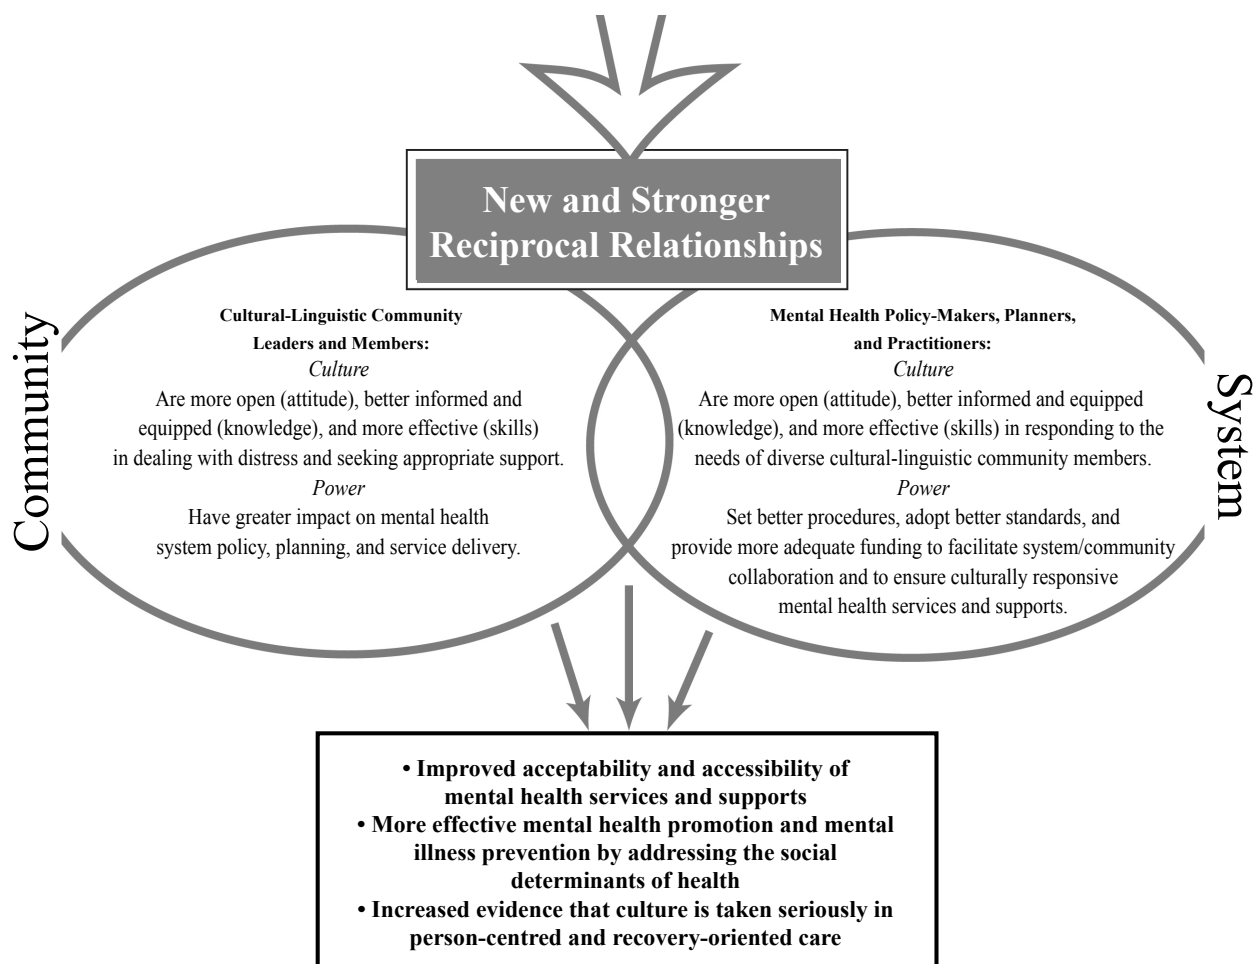 New and Stronger
Reciprocal Relationships
Community
Cultural-Linguistic Community
Leaders and Members:
Culture
Are more open (attitude), better informed and
equipped (knowledge), and more effective (skills)
in dealing with distress and seeking appropriate support.
Power
Have greater impact on mental health
system policy, planning, and service delivery.
Mental Health Policy-Makers, Planners,
and Practitioners:
Culture
Are more open (attitude), better informed and equipped
(knowledge), and more effective (skills) in responding to the
needs of diverse cultural-linguistic community members.
Power
Set better procedures, adopt better standards, and
provide more adequate funding to facilitate system/community
collaboration and to ensure culturally responsive
mental health services and supports.
System
• Improved acceptability and accessibility of
mental health services and supports
• More effective mental health promotion and mental
illness prevention by addressing the social
determinants of health
• Increased evidence that culture is taken seriously in
person-centred and recovery-oriented care